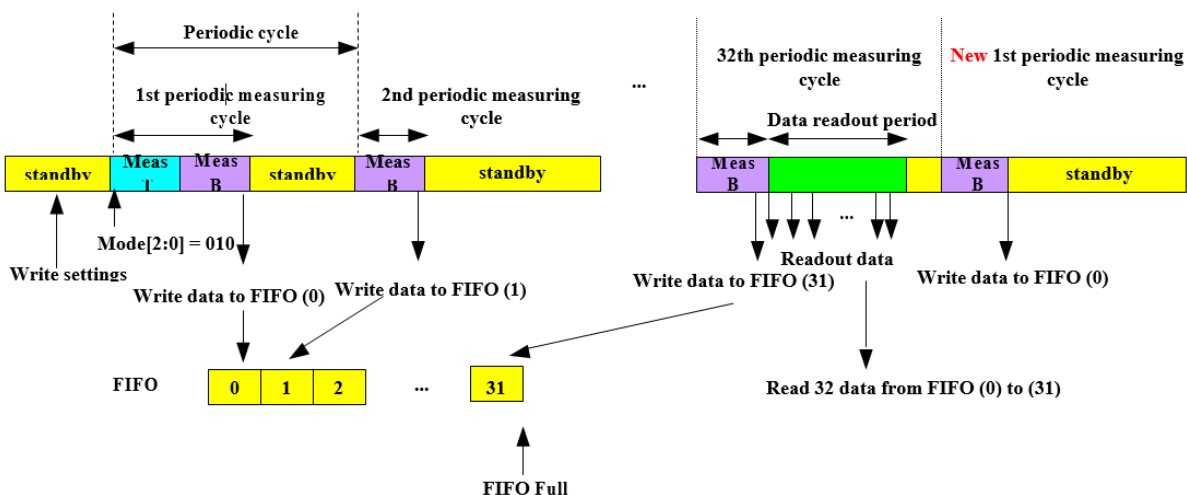 Periodic cycle
32th periodic measuring
cycle
New 1st periodic measuring
cycle
...
1st periodic measuring
cycle
2nd periodic measuring
cycle
Data readout period
standby
Meas
T
Meas
B
standby
Meas
B
standby
Meas
B
Meas
B
standby
Mode[2:0] = 010
...
Write settings
Readout data
Write data to FIFO (0)
Write data to FIFO (1)
Write data to FIFO (31)
Write data to FIFO (0)
FIFO
0
1
2
...
31
Read 32 data from FIFO (0) to (31)
FIFO Full